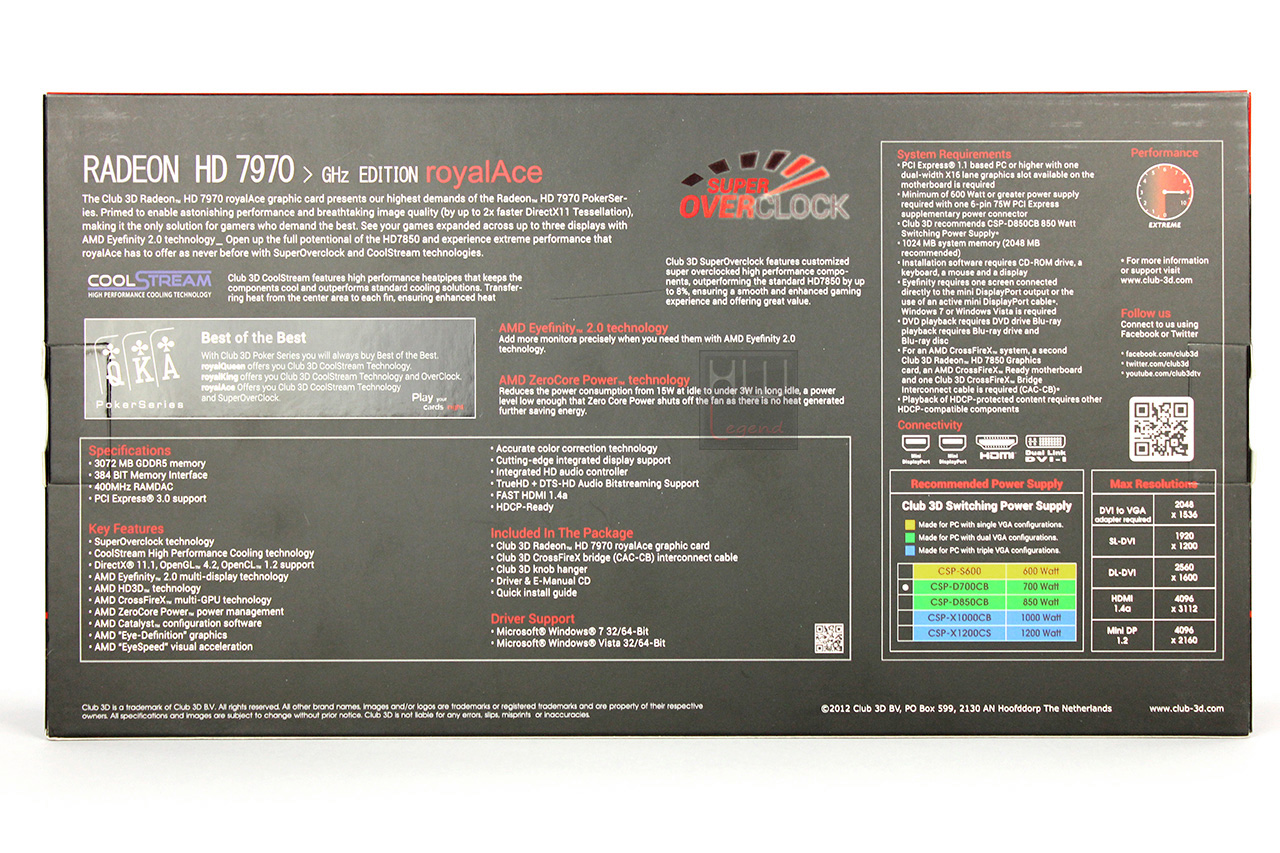 RADEON HD 7970 > GHz EDITION royalAce
The Club 3D Radeon™ HD 7970 royalAce graphic card presents our highest demands of the Radeon™ HD 7970 PokerSer-
ies. Primed to enable astonishing performance and breathtaking image quality (by up to 2x faster DirectX11 Tessellation),
making it the only solution for gamers who demand the best. See your games expanded across up to three displays with
AMD Eyefinity 2.0 technology_ Open up the full potentional of the HD7850 and experience extreme performance that
royalAce has to offer as never before with SuperOverclock and CoolStream technologies.
COOLSTREAM
HIGH PERFORMANCE COOLING TECHNOLOGY
Club 3D CoolStream features high performance heatpipes that keeps the
components cool and outperforms standard cooling solutions. Transfer-
ring heat from the center area to each fin, ensuring enhanced heat
SUPER
OVERCLOCK
Club 3D SuperOverclock features customized
super overclocked high performance compo-
nents, outperforming the standard HD7850 by up
to 8%, ensuring a smooth and enhanced gaming
experience and offering great value.
Q K A
PokerSeries
Best of the Best
With Club 3D Poker Series you will always buy Best of the Best.
royalQueen offers you Club 3D CoolStream Technology.
royalKing offers you Club 3D CoolStream Technology and OverClock.
royalAce Offers you Club 3D CoolStream Technology
and SuperOverClock.
Play your
cards
AMD Eyefinity™ 2.0 technology
Add more monitors precisely when you need them with AMD Eyefinity 2.0
technology.
AMD ZeroCore Power™ technology
Reduces the power consumption from 15W at idle to under 3W in long idle, a power
level low enough that Zero Core Power shuts off the fan as there is no heat generated
further saving energy.
Legend
Specifications
• 3072 MB GDDR5 memory
• 384 BIT Memory Interface
• 400MHz RAMDAC
• PCI Express® 3.0 support
Key Features
• SuperOverclock technology
• CoolStream High Performance Cooling technology
• DirectX® 11.1, OpenGL™ 4.2, OpenCL™ 1.2 support
• AMD Eyefinity™ 2.0 multi-display technology
• AMD HD3D™ technology
• AMD CrossFireX™ multi-GPU technology
• AMD ZeroCore Power™ power management
• AMD Catalyst™ configuration software
• AMD "Eye-Definition" graphics
• AMD "EyeSpeed" visual acceleration
• Accurate color correction technology
• Cutting-edge integrated display support
• Integrated HD audio controller
• TrueHD + DTS-HD Audio Bitstreaming Support
• FAST HDMI 1.4a
• HDCP-Ready
Included In The Package
• Club 3D Radeon™ HD 7970 royalAce graphic card
• Club 3D CrossFireX bridge (CAC-CB) interconnect cable
• Club 3D knob hanger
• Driver & E-Manual CD
• Quick install guide
Driver Support
• Microsoft® Windows® 7 32/64-Bit
• Microsoft® Windows® Vista 32/64-Bit
System Requirements
• PCI Express® 1.1 based PC or higher with one
dual-width X16 lane graphics slot available on the
motherboard is required
• Minimum of 600 Watt or greater power supply
required with one 6-pin 75W PCI Express
supplementary power connector
• Club 3D recommends CSP-D850CB 850 Watt
Switching Power Supply*
• 1024 MB system memory (2048 MB
recommended)
• Installation software requires CD-ROM drive, a
keyboard, a mouse and a display
• Eyefinity requires one screen connected
directly to the mini DisplayPort output or the
use of an active mini DisplayPort cable*.
Windows 7 or Windows Vista is required
• DVD playback requires DVD drive Blu-ray
playback requires Blu-ray drive and
Blu-ray disc
• For an AMD CrossFireX™ system, a second
Club 3D Radeon™ HD 7850 Graphics
card, an AMD CrossFireX™ Ready motherboard
and one Club 3D CrossFireX™ Bridge
Interconnect cable is required (CAC-CB)*
• Playback of HDCP-protected content requires other
HDCP-compatible components
Performance
EXTREME
* For more information
or support visit
www.club-3d.com
Follow us
Connect to us using
Facebook or Twitter
• facebook.com/club3d
• twitter.com/club3d
• youtube.com/club3dtv
Connectivity
Mini DisplayPort
Mini DisplayPort
HDMI
Dual Link DVI-I
Recommended Power Supply
Club 3D Switching Power Supply
Made for PC with single VGA configurations.
Made for PC with dual VGA configurations.
Made for PC with triple VGA configurations.
CSP-S600 600 Watt
CSP-D700CB 700 Watt
CSP-D850CB 850 Watt
CSP-X1000CB 1000 Watt
CSP-X1200CS 1200 Watt
Max Resolutions
DVI to VGA adapter required 2048 x 1536
SL-DVI 1920 x 1200
DL-DVI 2560 x 1600
HDMI 1.4a 4096 x 3112
Mini DP 1.2 4096 x 2160
Club 3D is a trademark of Club 3D B.V. All rights reserved. All other brand names, images and/or logos are trademarks or registered trademarks and are property of their respective
owners. All specifications and images are subject to change without prior notice. Club 3D is not liable for any errors, slips, misprints or inaccuracies.
©2012 Club 3D BV, PO Box 599, 2130 AN Hoofddorp The Netherlands
www.club-3d.com